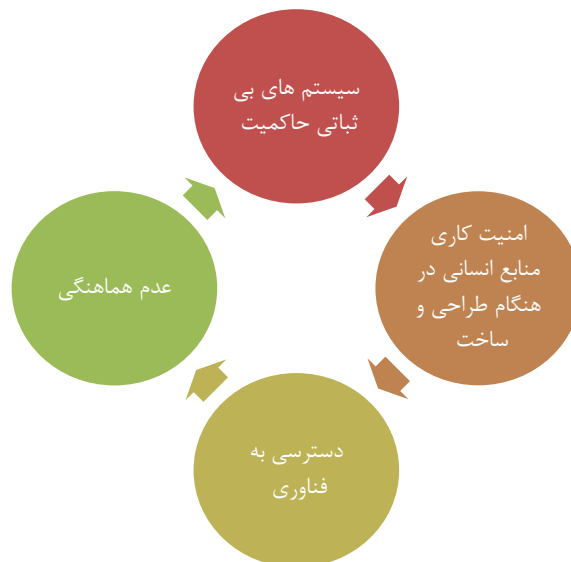 سیستم های بی
ثباتی حاکمیت
امنیت کاری
منابع انسانی در
هنگام طراحی و
ساخت
دسترسی به
فناوری
عدم هماهنگی